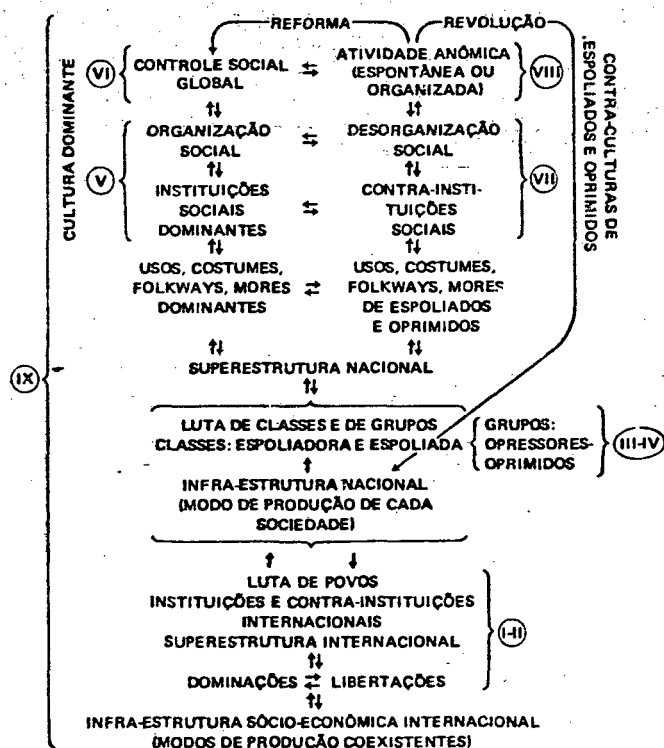 REFORMA
REVOLUÇÃO
CULTURA DOMINANTE
VI
CONTROLE SOCIAL
GLOBAL
ATIVIDADE ANÔMICA
(ESPONTÂNEA OU
ORGANIZADA)
VIII
CONTRA-CULTURAS DE
ESPOLIADOS E OPRIMIDOS
V
ORGANIZAÇÃO
SOCIAL
DESORGANIZAÇÃO
SOCIAL
VII
INSTITUIÇÕES
SOCIAIS
DOMINANTES
CONTRA-INSTI-
TUIÇÕES
SOCIAIS
USOS, COSTUMES,
FOLKWAYS, MORES
DOMINANTES
USOS, COSTUMES,
FOLKWAYS, MORES
DE ESPOLIADOS
E OPRIMIDOS
IX
SUPERESTRUTURA NACIONAL
LUTA DE CLASSES E DE GRUPOS
CLASSES: ESPOLIADORA E ESPOLIADA
GRUPOS:
OPRESSORES-
OPRIMIDOS
III-IV
INFRA-ESTRUTURA NACIONAL
(MODO DE PRODUÇÃO DE CADA
SOCIEDADE)
LUTA DE POVOS
INSTITUIÇÕES E CONTRA-INSTITUIÇÕES
INTERNACIONAIS
SUPERESTRUTURA INTERNACIONAL
I-II
DOMINAÇÕES ⇄ LIBERTAÇÕES
INFRA-ESTRUTURA SÓCIO-ECONÔMICA INTERNACIONAL
(MODOS DE PRODUÇÃO COEXISTENTES)